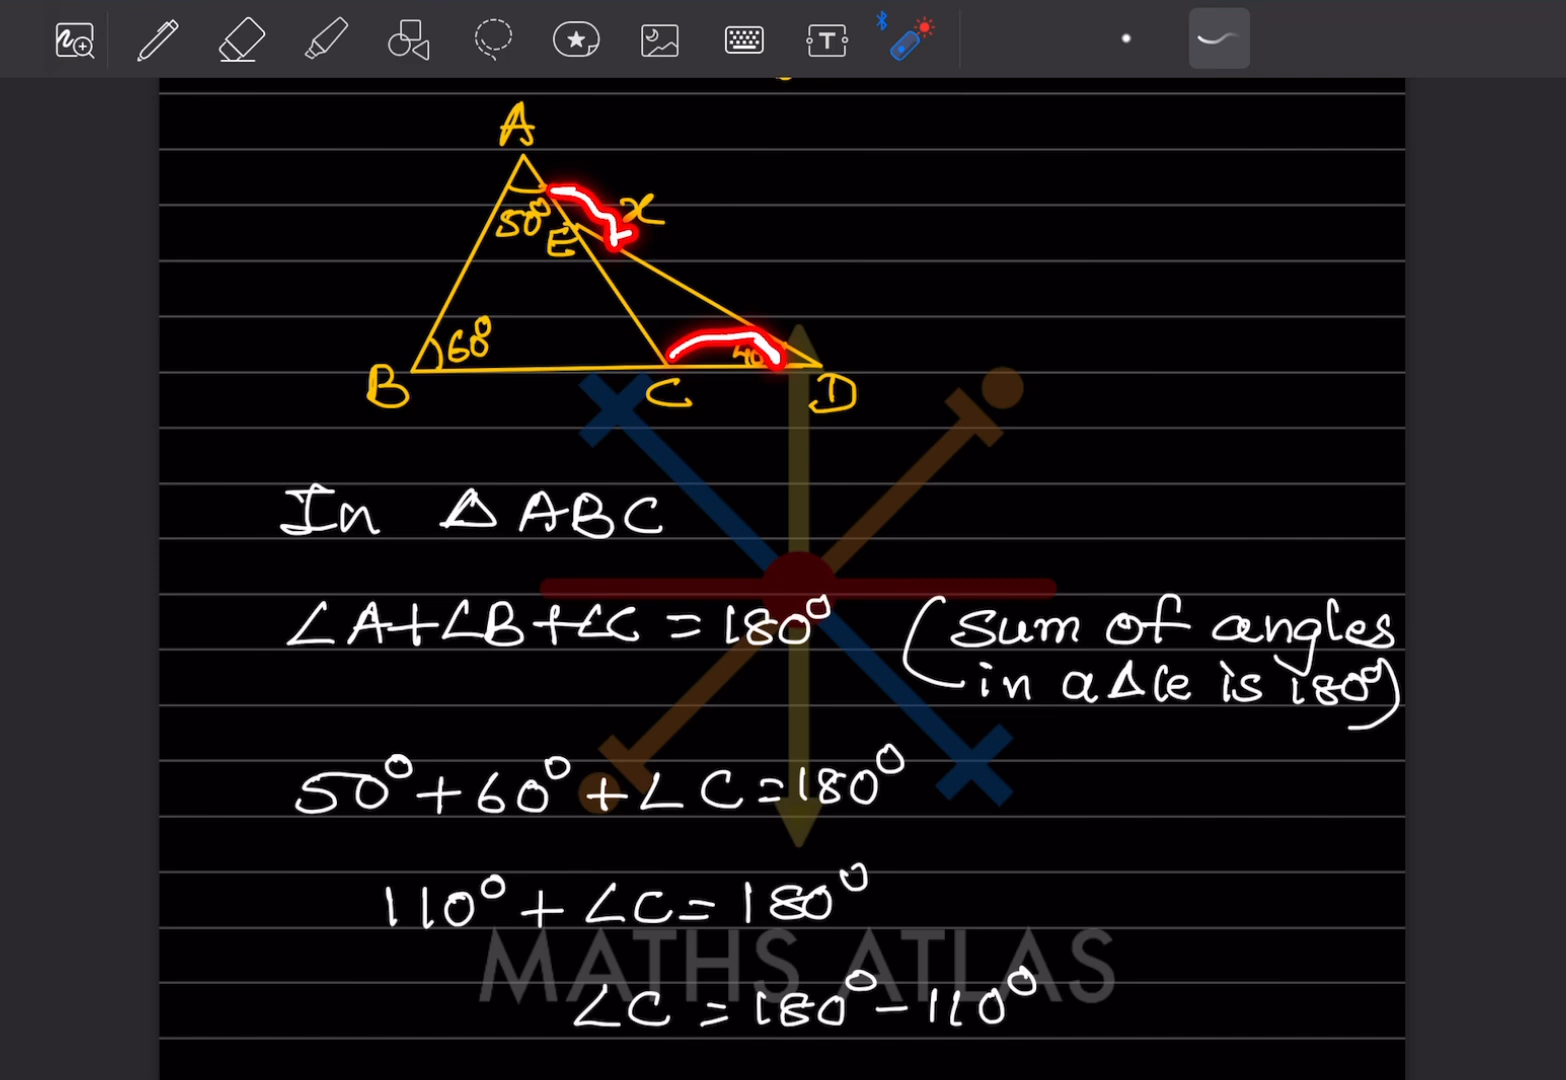 A
50° E x
60° 40
B C D
In △ ABC
∠A+∠B+∠C = 180° (sum of angles
in a △le is 180°)
50°+60°+∠C=180°
110°+∠C=180°
MATHS ATLAS
∠C = 180°-110°